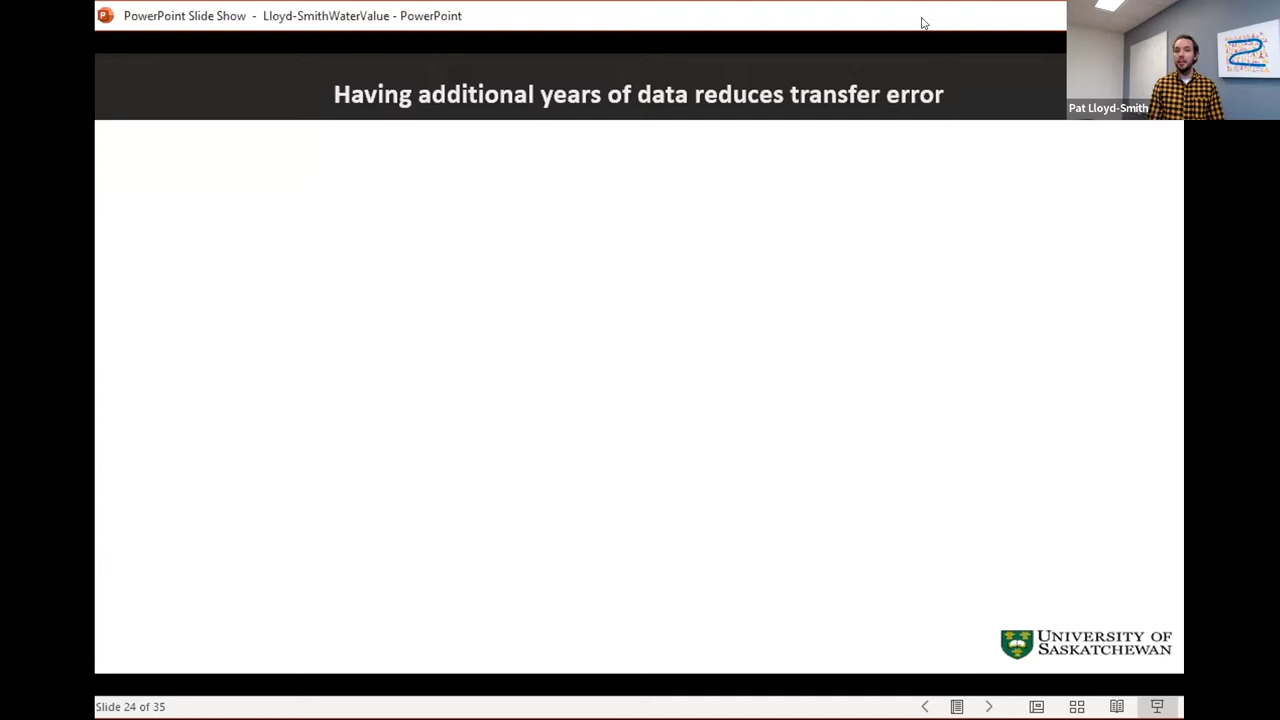 PowerPoint Slide Show - Lloyd-SmithWaterValue - PowerPoint
Pat Lloyd-Smith
Having additional years of data reduces transfer error
UNIVERSITY OF
SASKATCHEWAN
Slide 24 of 35